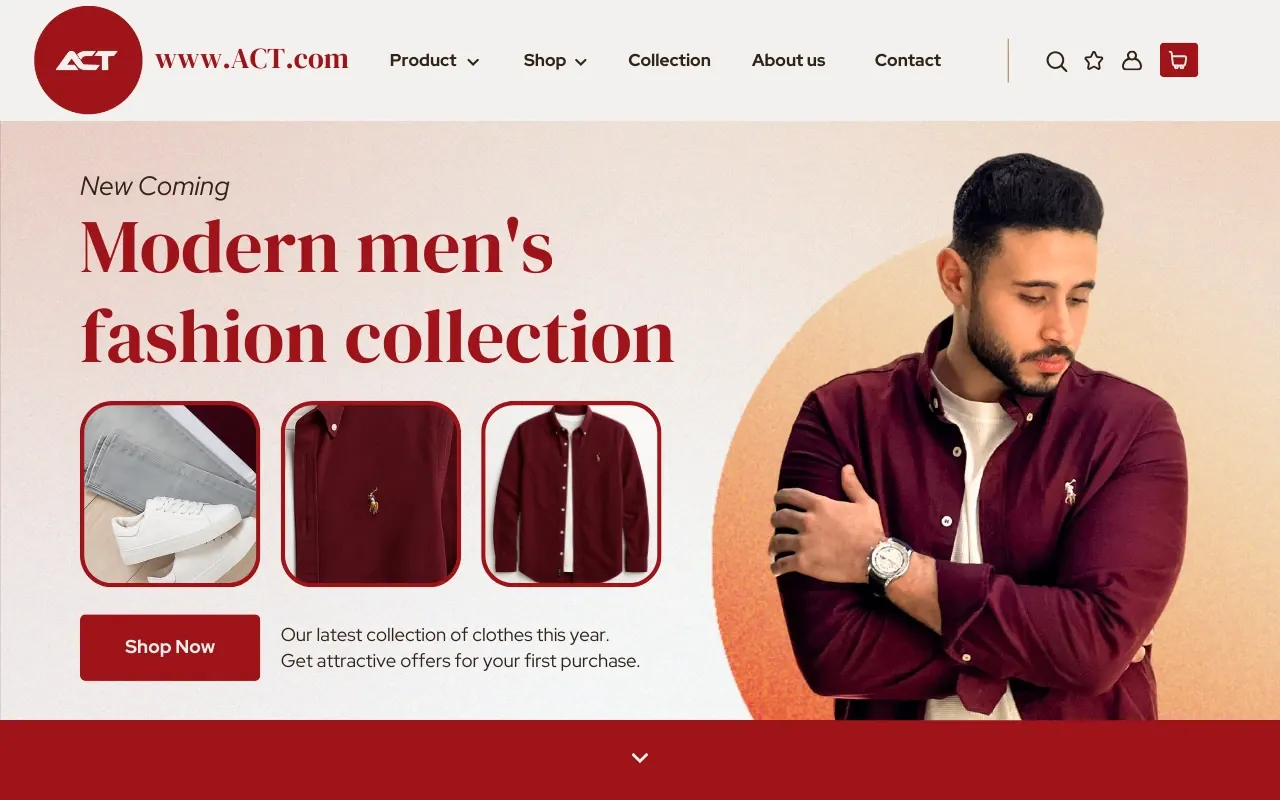 ACT
www.ACT.com
Product
Shop
Collection
About us
Contact
New Coming
Modern men's
fashion collection
Shop Now
Our latest collection of clothes this year.
Get attractive offers for your first purchase.